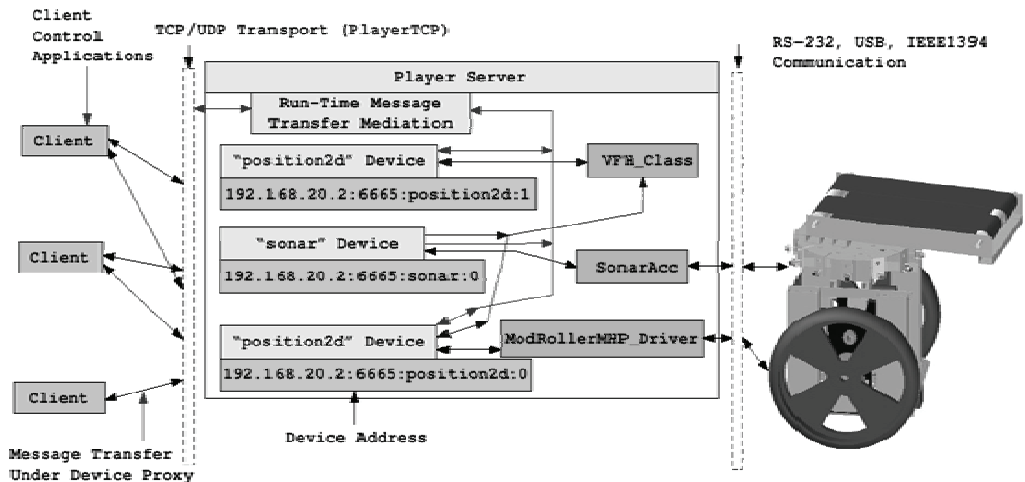 Client
Control
Applications
TCP/UDP Transport (PlayerTCP)
RS-232, USB, IEEE1394
Communication
Player Server
Run-Time Message
Transfer Mediation
Client
"position2d" Device
VFH_Class
192.168.20.2:6665:position2d:1
"sonar" Device
Client
192.168.20.2:6665:sonar:0
SonarAcc
"position2d" Device
ModRollerMHP_Driver
192.168.20.2:6665:position2d:0
Client
Device Address
Message Transfer
Under Device Proxy